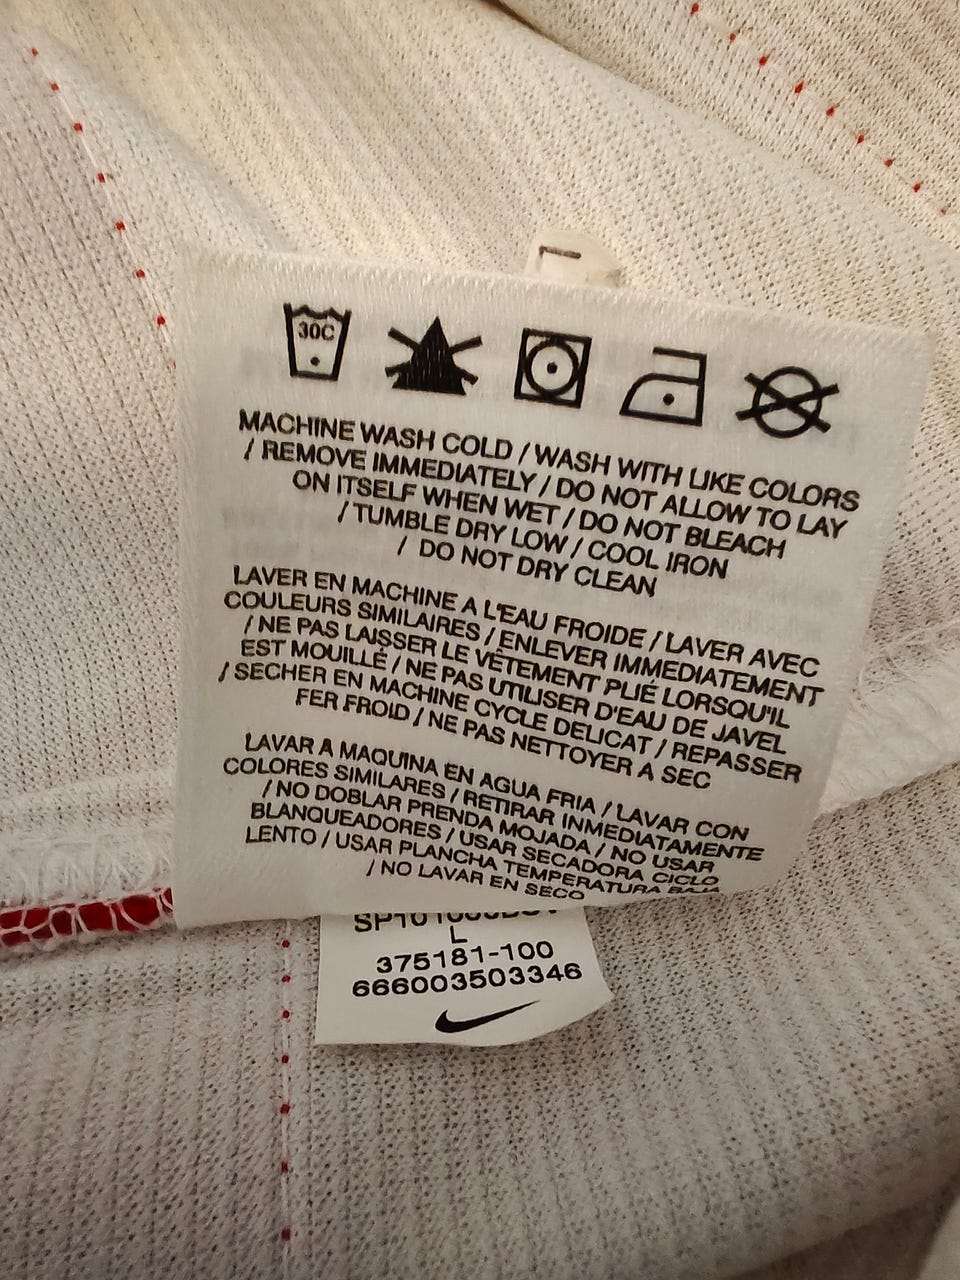 30C
MACHINE WASH COLD / WASH WITH LIKE COLORS
/ REMOVE IMMEDIATELY / DO NOT ALLOW TO LAY
ON ITSELF WHEN WET / DO NOT BLEACH
/ TUMBLE DRY LOW / COOL IRON
/ DO NOT DRY CLEAN
LAVER EN MACHINE A L'EAU FROIDE / LAVER AVEC
COULEURS SIMILAIRES / ENLEVER IMMEDIATEMENT
/ NE PAS LAISSER LE VÊTEMENT PLIÉ LORSQU'IL
EST MOUILLÉ / NE PAS UTILISER D'EAU DE JAVEL
/ SECHER EN MACHINE CYCLE DELICAT / REPASSER
FER FROID / NE PAS NETTOYER A SEC
LAVAR A MAQUINA EN AGUA FRIA / LAVAR CON
COLORES SIMILARES / RETIRAR INMEDIATAMENTE
/ NO DOBLAR PRENDA MOJADA / NO USAR
BLANQUEADORES / USAR SECADORA CICLO
LENTO / USAR PLANCHA TEMPERATURA BAJA
/ NO LAVAR EN SECO
L
375181-100
666003503346